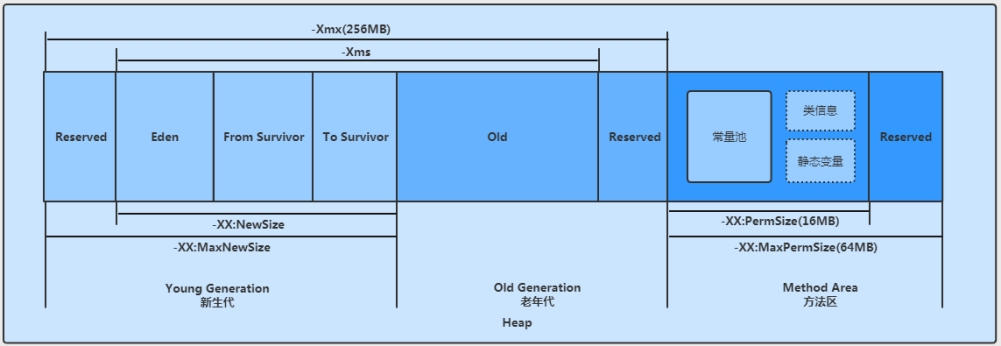 -Xmx(256MB)
-Xms
Reserved
Eden
From Survivor
To Survivor
Old
Reserved
常量池
类信息
静态变量
Reserved
-XX:NewSize
-XX:PermSize(16MB)
-XX:MaxNewSize
-XX:MaxPermSize(64MB)
Young Generation
新生代
Old Generation
老年代
Method Area
方法区
Heap